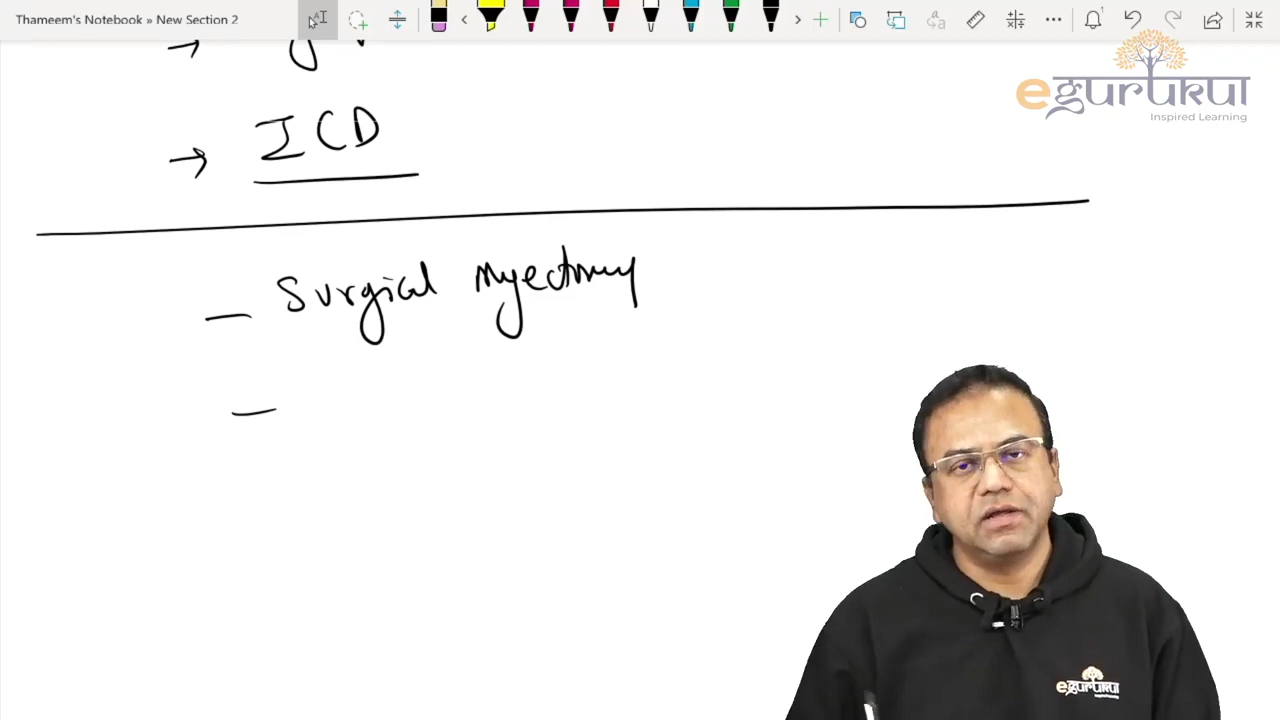 Thameem's Notebook » New Section 2
egurukul
Inspired Learning
→ ICD
– Surgical Myectomy
–
egurukul